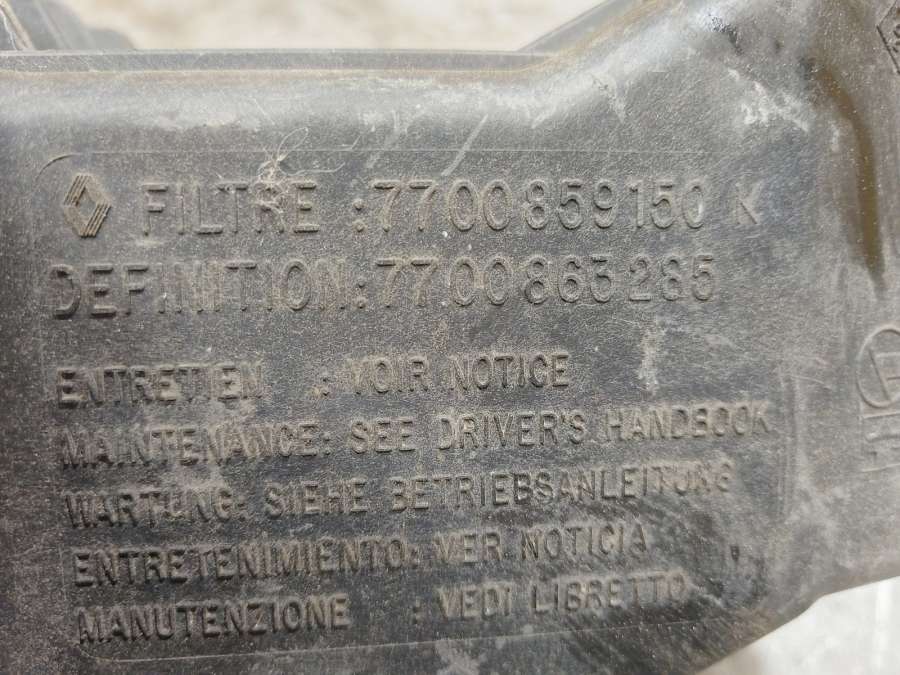 FILTRE :7700859150 K
DEFINITION:7700863285
ENTRETIEN : VOIR NOTICE
MAINTENANCE: SEE DRIVER'S HANDBOOK
WARTUNG: SIEHE BETRIEBSANLEITUNG
ENTRETENIMIENTO: VER NOTICIA
MANUTENZIONE : VEDI LIBRETTO